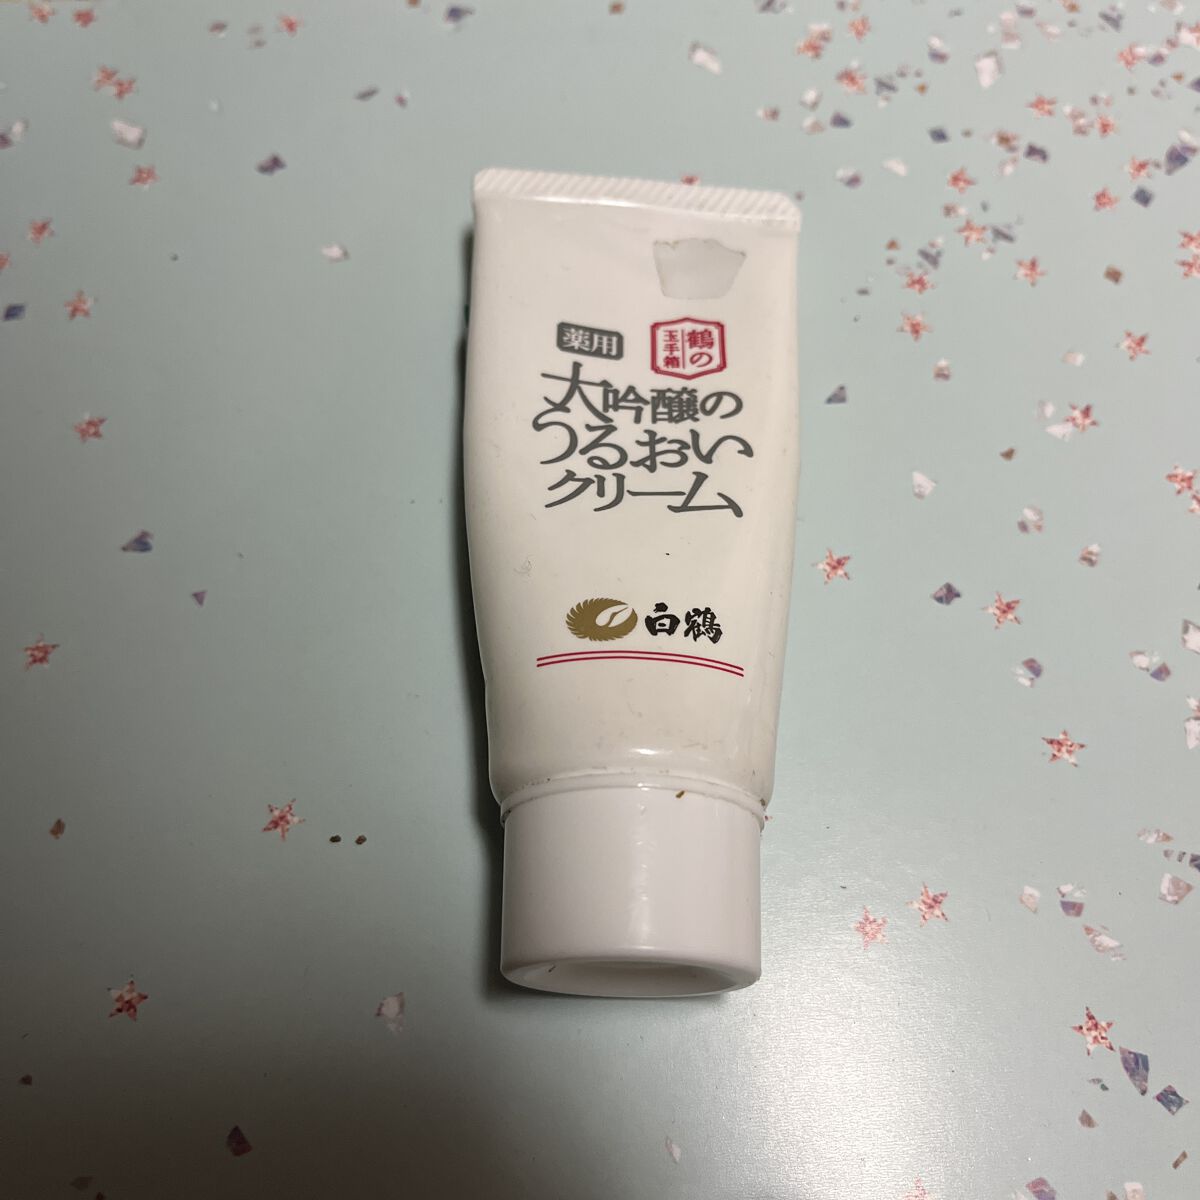 鶴の
玉手箱
薬用
大吟醸の
うるおい
クリーム
白鶴